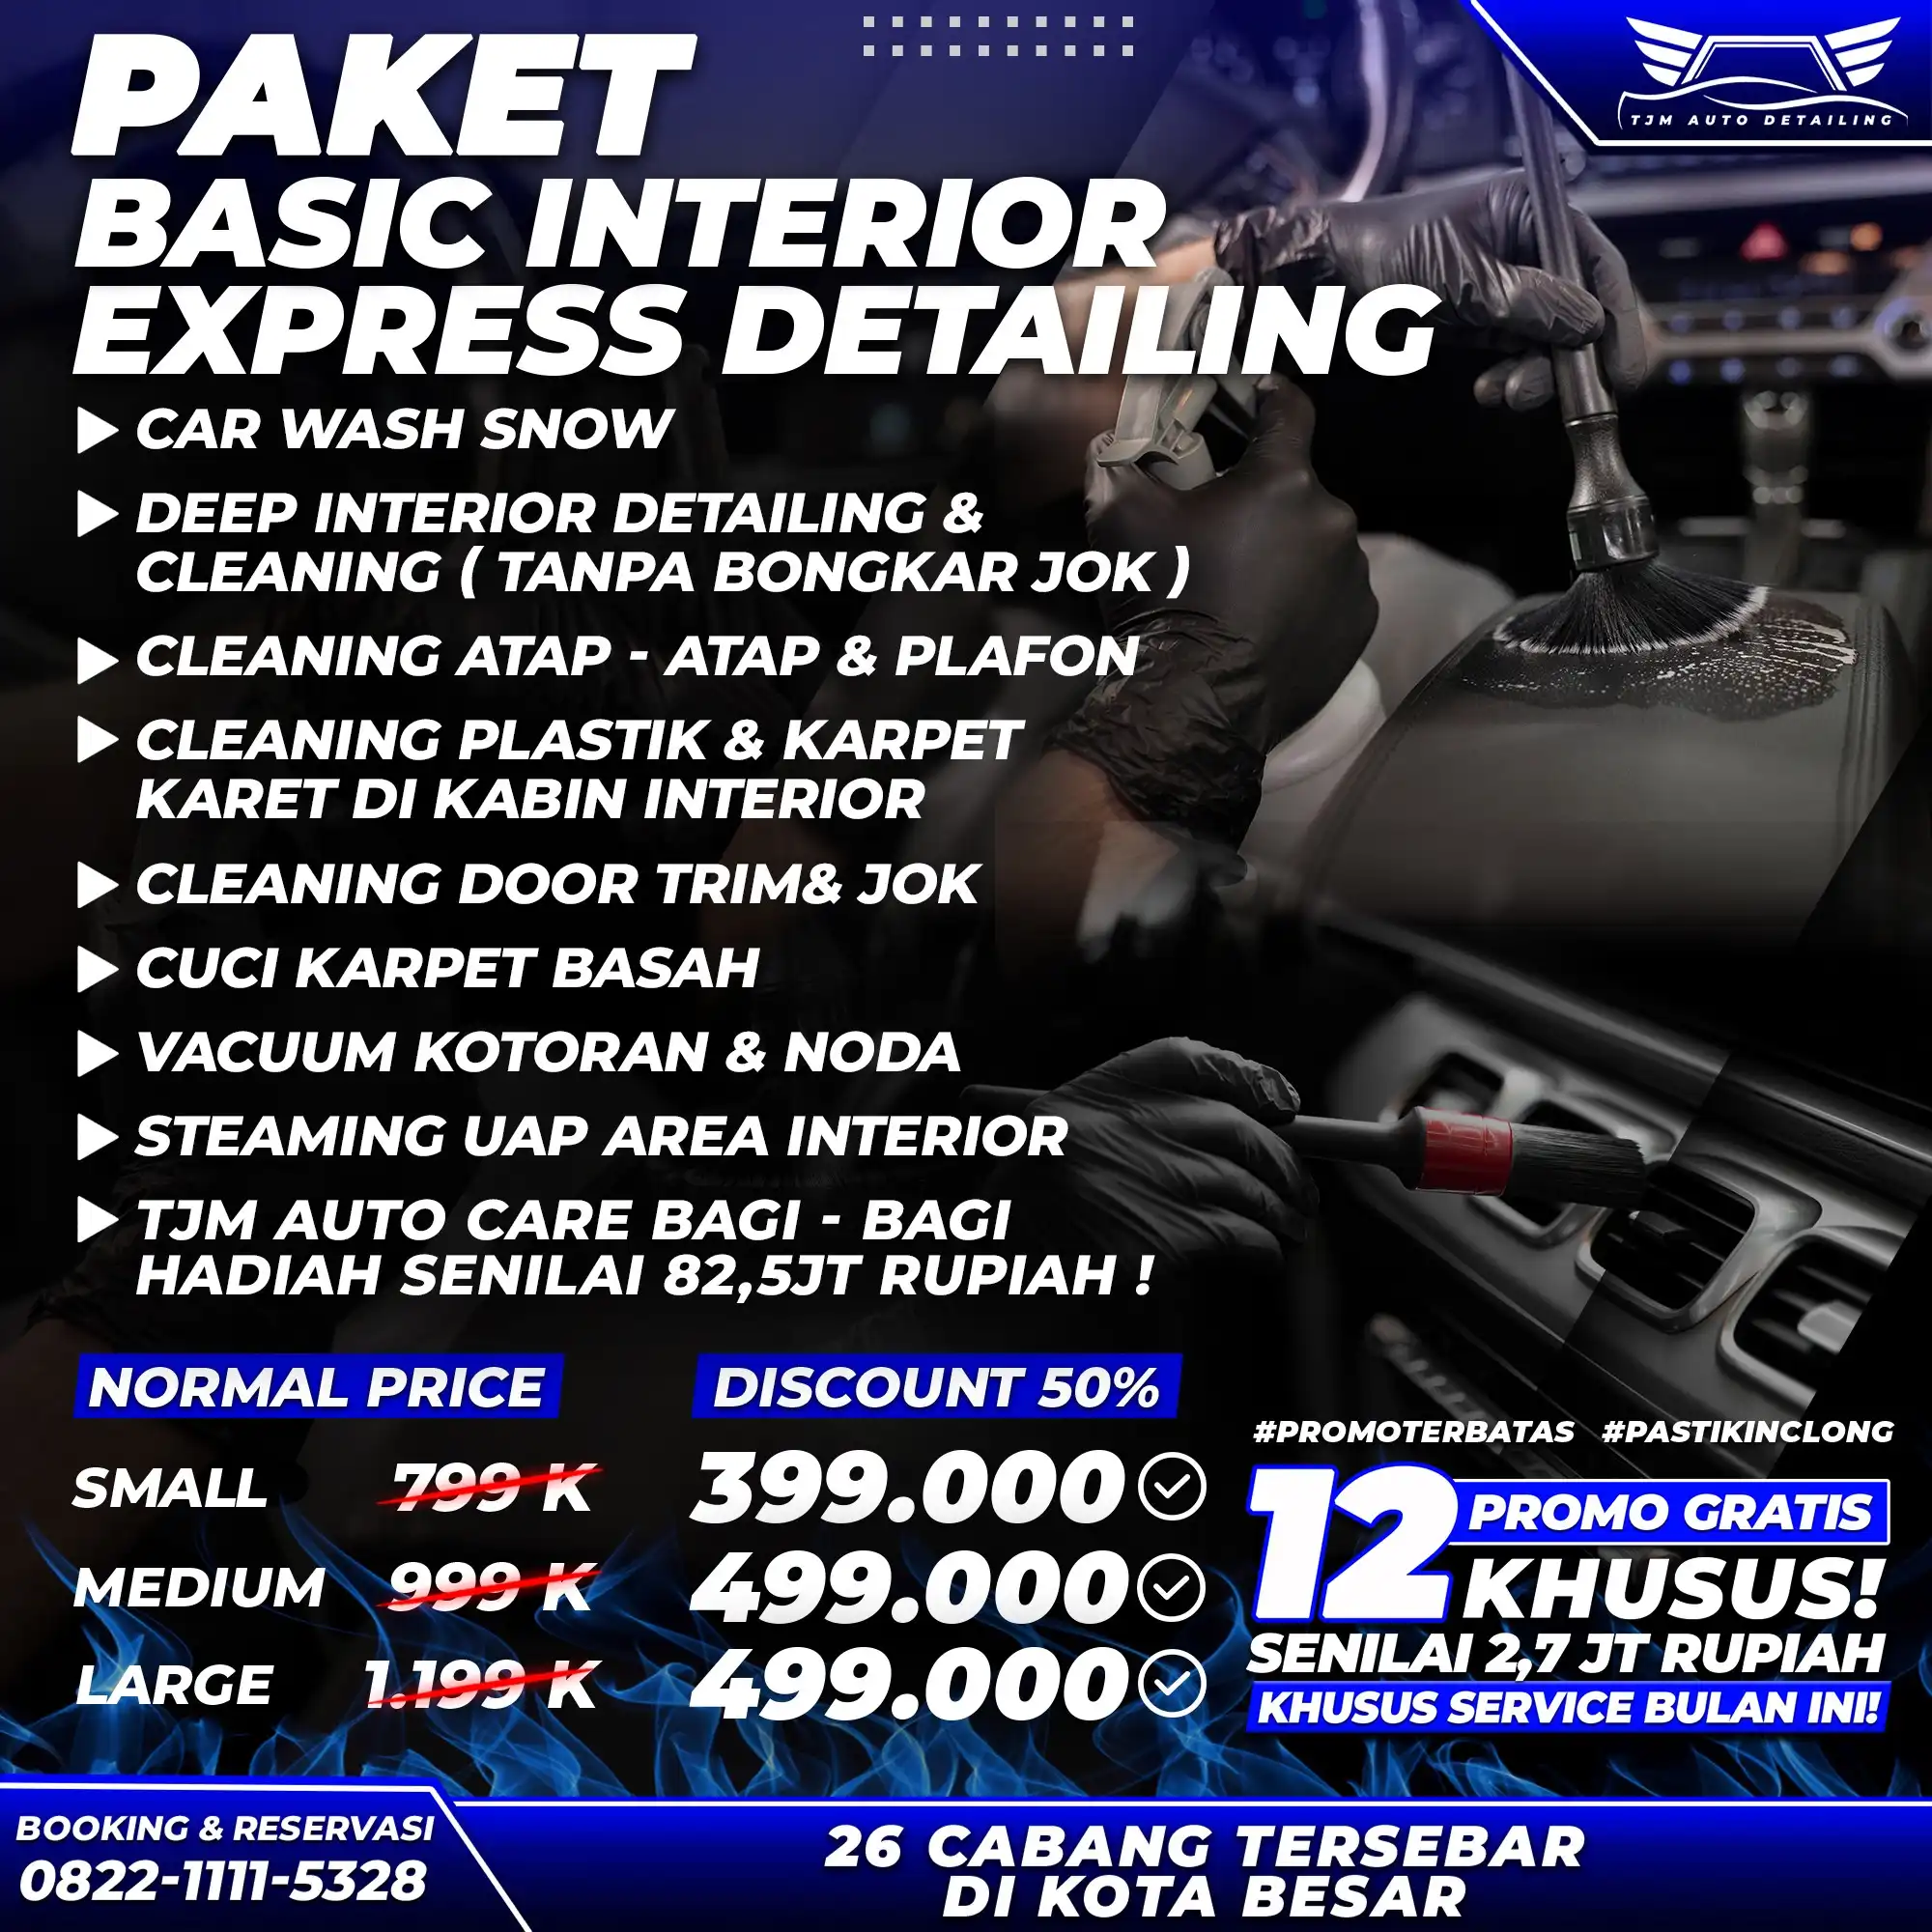 PAKET
BASIC INTERIOR
EXPRESS DETAILING
TJM AUTO DETAILING
CAR WASH SNOW
DEEP INTERIOR DETAILING &
CLEANING ( TANPA BONGKAR JOK )
CLEANING ATAP - ATAP & PLAFON
CLEANING PLASTIK & KARPET
KARET DI KABIN INTERIOR
CLEANING DOOR TRIM& JOK
CUCI KARPET BASAH
VACUUM KOTORAN & NODA
STEAMING UAP AREA INTERIOR
TJM AUTO CARE BAGI - BAGI
HADIAH SENILAI 82,5JT RUPIAH !
NORMAL PRICE DISCOUNT 50%
SMALL 799 K 399.000
MEDIUM 999 K 499.000
LARGE 1.199 K 499.000
#PROMOTERBATAS #PASTIKINCLONG
12 PROMO GRATIS
KHUSUS!
SENILAI 2,7 JT RUPIAH
KHUSUS SERVICE BULAN INI!
BOOKING & RESERVASI
0822-1111-5328
26 CABANG TERSEBAR
DI KOTA BESAR